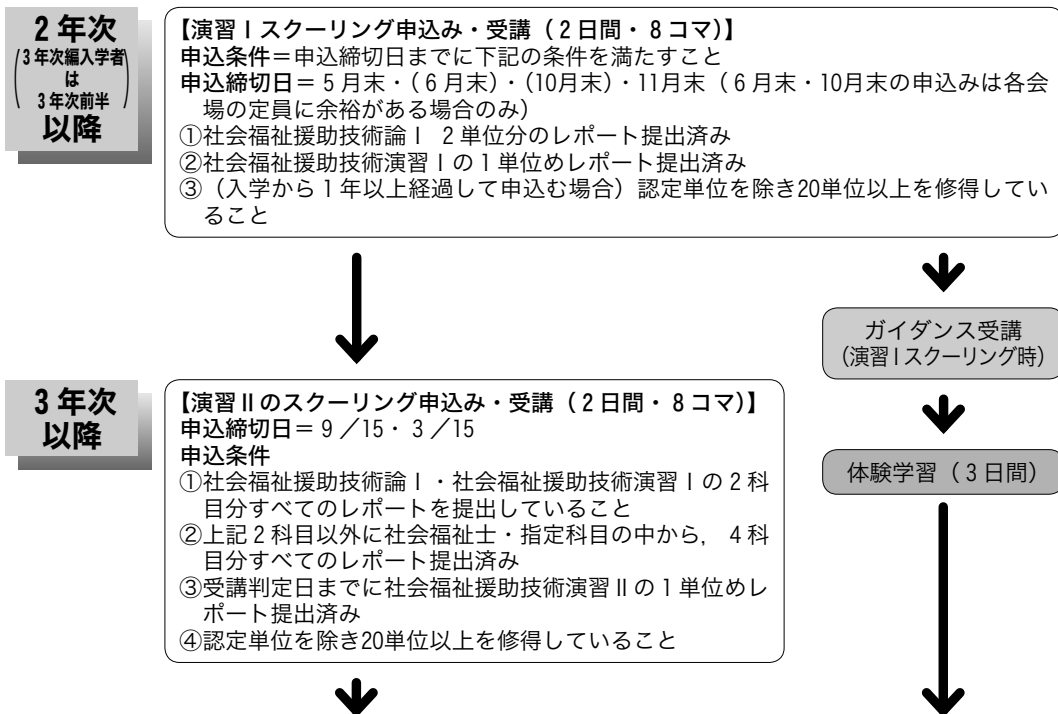 2年次
(3年次編入学者
は
3年次前半)
以降
【演習Ⅰスクーリング申込み・受講（2日間・8コマ）】
申込条件＝申込締切日までに下記の条件を満たすこと
申込締切日＝5月末・（6月末）・（10月末）・11月末（6月末・10月末の申込みは各会
場の定員に余裕がある場合のみ）
①社会福祉援助技術論Ⅰ　2単位分のレポート提出済み
②社会福祉援助技術演習Ⅰの1単位めレポート提出済み
③（入学から1年以上経過して申込む場合）認定単位を除き20単位以上を修得してい
ること
ガイダンス受講
（演習Ⅰスクーリング時）
3年次
以降
【演習Ⅱのスクーリング申込み・受講（2日間・8コマ）】
申込締切日＝9／15・3／15
申込条件
①社会福祉援助技術論Ⅰ・社会福祉援助技術演習Ⅰの2科
目分すべてのレポートを提出していること
②上記2科目以外に社会福祉士・指定科目の中から，4科
目分すべてのレポート提出済み
③受講判定日までに社会福祉援助技術演習Ⅱの1単位めレ
ポート提出済み
④認定単位を除き20単位以上を修得していること
体験学習（3日間）